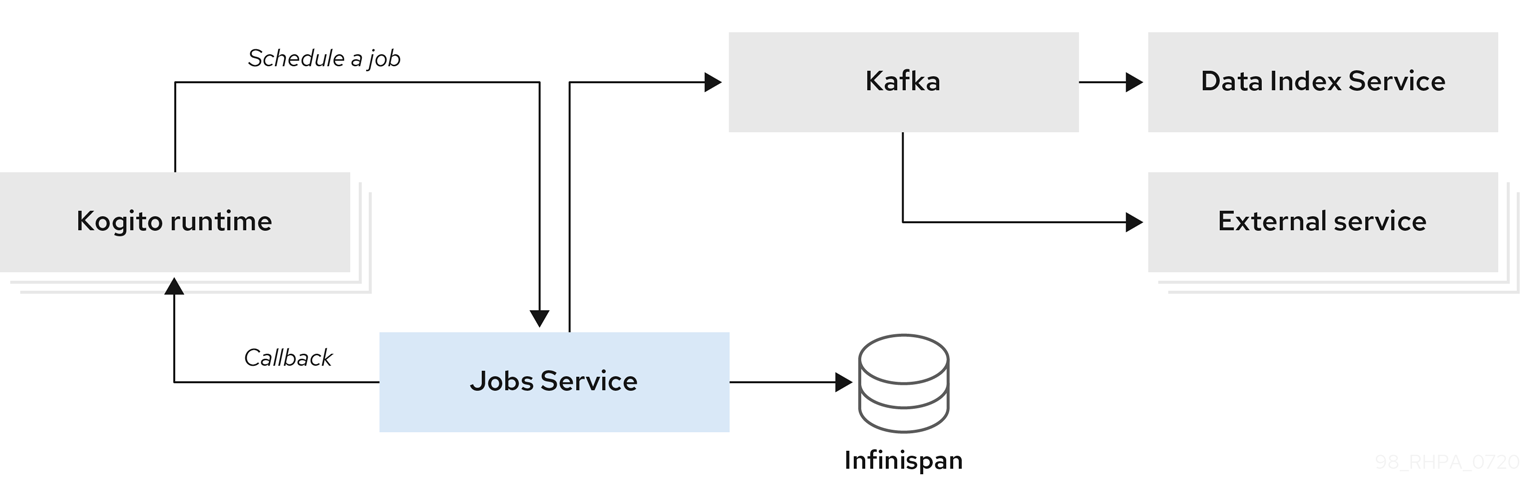 Schedule a job
Kafka
Data Index Service
Kogito runtime
External service
Callback
Jobs Service
Infinispan
98_RHPA_0720